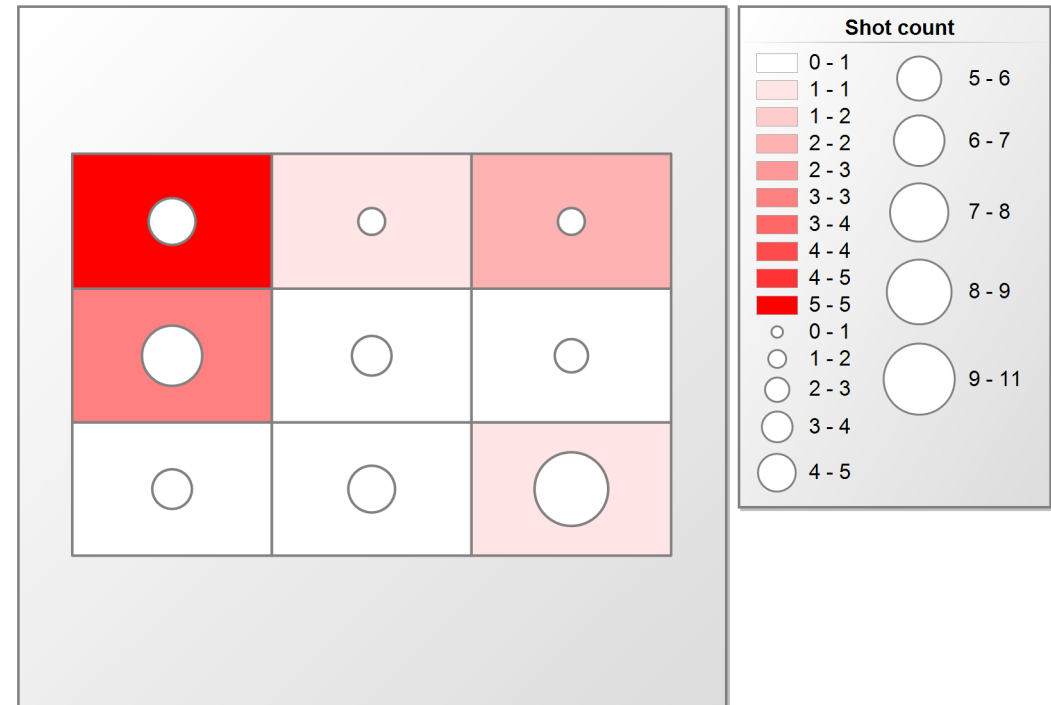 Shot count
0 - 1
1 - 1
1 - 2
2 - 2
2 - 3
3 - 3
3 - 4
4 - 4
4 - 5
5 - 5
0 - 1
1 - 2
2 - 3
3 - 4
4 - 5
5 - 6
6 - 7
7 - 8
8 - 9
9 - 11